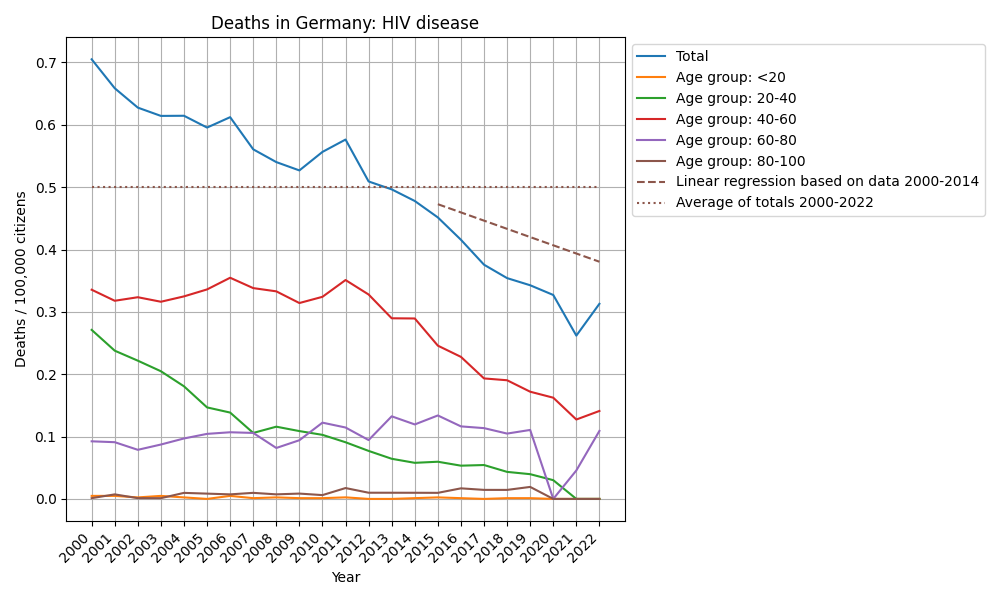 Deaths in Germany: HIV disease
Deaths / 100,000 citizens
0.7
0.6
0.5
0.4
0.3
0.2
0.1
0.0
2000
2001
2002
2003
2004
2005
2006
2007
2008
2009
2010
2011
2012
2013
2014
2015
2016
2017
2018
2019
2020
2021
2022
Year
Total
Age group: <20
Age group: 20-40
Age group: 40-60
Age group: 60-80
Age group: 80-100
Linear regression based on data 2000-2014
Average of totals 2000-2022